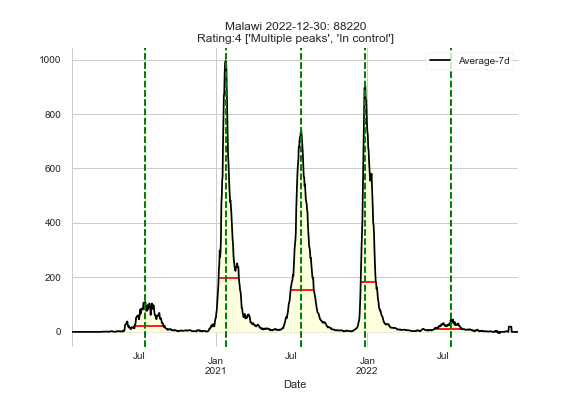 Malawi 2022-12-30: 88220
Rating:4 ['Multiple peaks', 'In control']
Average-7d
1000
800
600
400
200
0
Jul
Jan
2021
Jul
Jan
2022
Jul
Date